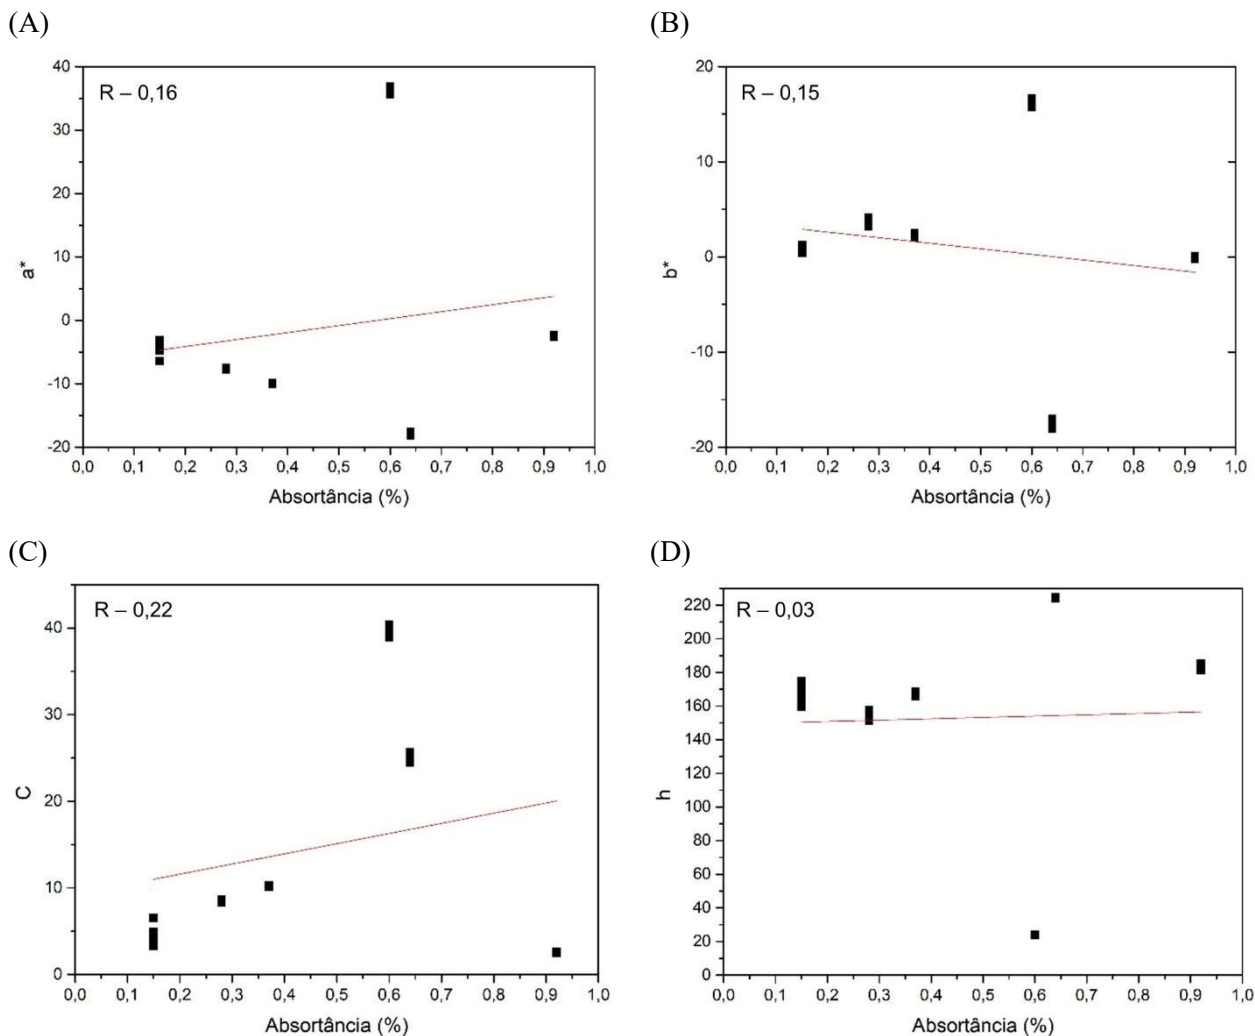 (A)
R – 0,16
40
30
20
10
0
-10
-20
a*
0,0 0,1 0,2 0,3 0,4 0,5 0,6 0,7 0,8 0,9 1,0
Absortância (%)
(B)
R – 0,15
20
10
0
-10
-20
b*
0,0 0,1 0,2 0,3 0,4 0,5 0,6 0,7 0,8 0,9 1,0
Absortância (%)
(C)
R – 0,22
40
30
20
10
0
C
0,0 0,1 0,2 0,3 0,4 0,5 0,6 0,7 0,8 0,9 1,0
Absortância (%)
(D)
R – 0,03
220
200
180
160
140
120
100
80
60
40
20
0
h
0,0 0,1 0,2 0,3 0,4 0,5 0,6 0,7 0,8 0,9 1,0
Absortância (%)